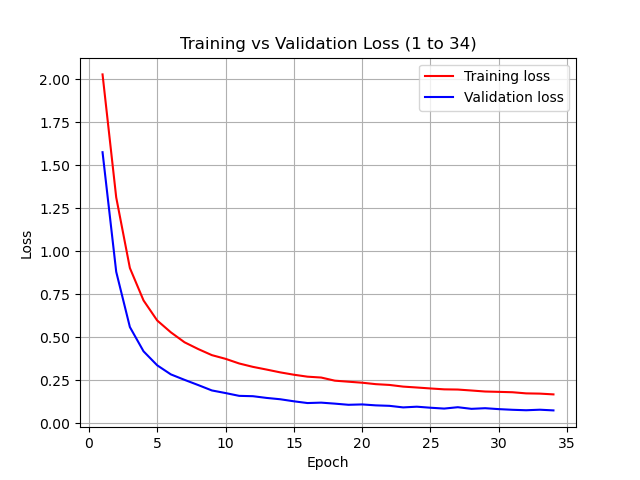 Training vs Validation Loss (1 to 34)
Training loss
Validation loss
2.00
1.75
1.50
1.25
1.00
0.75
0.50
0.25
0.00
Loss
0 5 10 15 20 25 30 35
Epoch